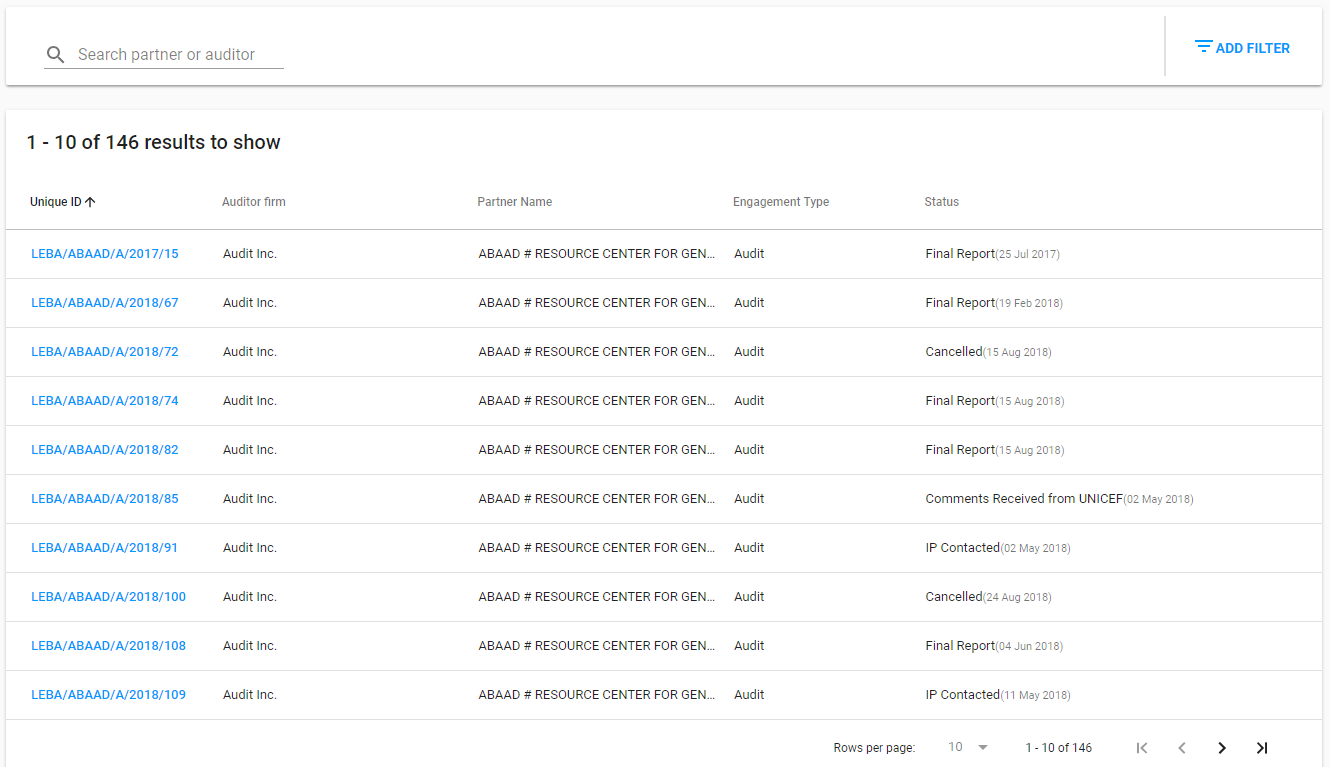 Search partner or auditor
ADD FILTER
1 - 10 of 146 results to show
Unique ID Auditor firm Partner Name Engagement Type Status
LEBA/ABAAD/A/2017/15 Audit Inc. ABAAD # RESOURCE CENTER FOR GEN... Audit Final Report(25 Jul 2017)
LEBA/ABAAD/A/2018/67 Audit Inc. ABAAD # RESOURCE CENTER FOR GEN... Audit Final Report(19 Feb 2018)
LEBA/ABAAD/A/2018/72 Audit Inc. ABAAD # RESOURCE CENTER FOR GEN... Audit Cancelled(15 Aug 2018)
LEBA/ABAAD/A/2018/74 Audit Inc. ABAAD # RESOURCE CENTER FOR GEN... Audit Final Report(15 Aug 2018)
LEBA/ABAAD/A/2018/82 Audit Inc. ABAAD # RESOURCE CENTER FOR GEN... Audit Final Report(15 Aug 2018)
LEBA/ABAAD/A/2018/85 Audit Inc. ABAAD # RESOURCE CENTER FOR GEN... Audit Comments Received from UNICEF(02 May 2018)
LEBA/ABAAD/A/2018/91 Audit Inc. ABAAD # RESOURCE CENTER FOR GEN... Audit IP Contacted(02 May 2018)
LEBA/ABAAD/A/2018/100 Audit Inc. ABAAD # RESOURCE CENTER FOR GEN... Audit Cancelled(24 Aug 2018)
LEBA/ABAAD/A/2018/108 Audit Inc. ABAAD # RESOURCE CENTER FOR GEN... Audit Final Report(04 Jun 2018)
LEBA/ABAAD/A/2018/109 Audit Inc. ABAAD # RESOURCE CENTER FOR GEN... Audit IP Contacted(11 May 2018)
Rows per page: 10 1 - 10 of 146